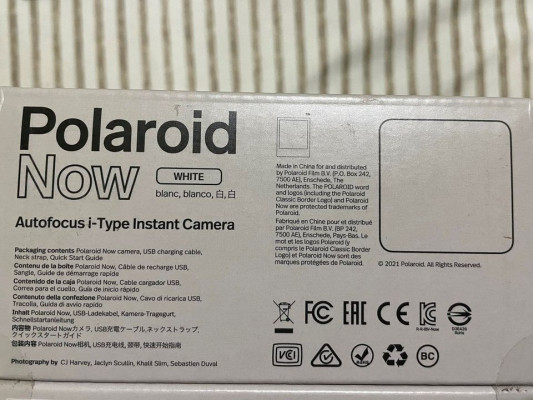 Polaroid
Now
WHITE
blanc, blanco, 白, 白
Autofocus i-Type Instant Camera
Packaging contents Polaroid Now camera, USB charging cable,
Neck strap, Quick Start Guide
Contenu de la boîte Polaroid Now, Câble de recharge USB,
Sangle, Guide de démarrage rapide
Contenido de la caja Polaroid Now, Cable cargador USB,
Correa para el cuello, Guía de inicio rápido
Contenuto della confezione Polaroid Now, Cavo di ricarica USB,
Tracolla, Guida di avvio rapido
Inhalt Polaroid Now, USB-Ladekabel, Kamera-Tragegurt,
Schnellstartanleitung
内容物 Polaroid Nowカメラ, USB充電ケーブル,ネックストラップ,
クイックスタートガイド
包装内容 Polaroid Now相机, USB充电线, 颈带, 快速开始指南
Photography by CJ Harvey, Jaclyn Scullin, Khalil Slim, Sebastien Duval
™
Made in China for and distributed
by Polaroid Film B.V. (P.O. Box 242,
7500 AE), Enschede, The
Netherlands. The POLAROID word
and logos (including the Polaroid
Classic Border Logo) and Polaroid
Now are protected trademarks of
Polaroid.
Fabriqué en Chine pour et distribué
par Polaroid Film B.V. (BP 242,
7500 AE), Enschede, Pays-Bas. Le
mot et les logos Polaroid (y
compris le Polaroid Classic Border
Logo) et Polaroid Now sont des
marques protégées de Polaroid.
© 2021 Polaroid. All Rights Reserved.
FC EAC CE
RoHS
VCI BC